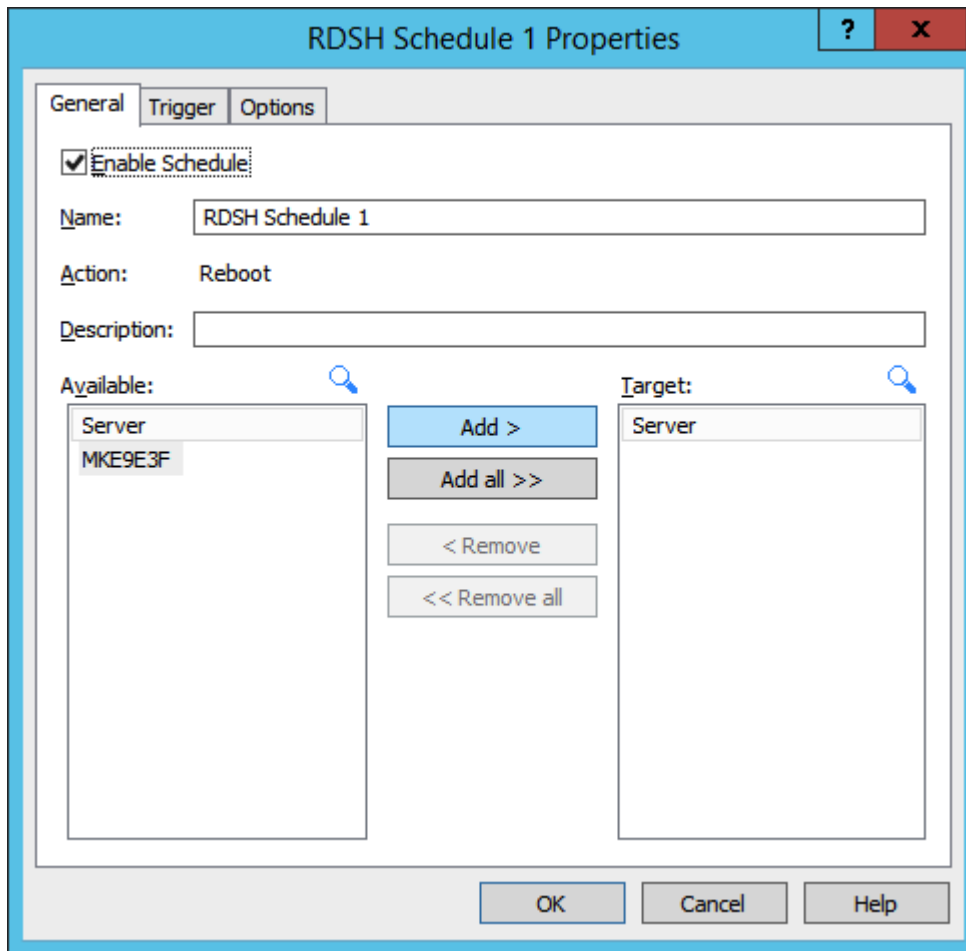 RDSH Schedule 1 Properties
? x
General Trigger Options
Enable Schedule
Name: RDSH Schedule 1
Action: Reboot
Description:
Available: Target:
Server Add > Server
MKE9E3F
Add all >>
< Remove
<< Remove all
OK Cancel Help